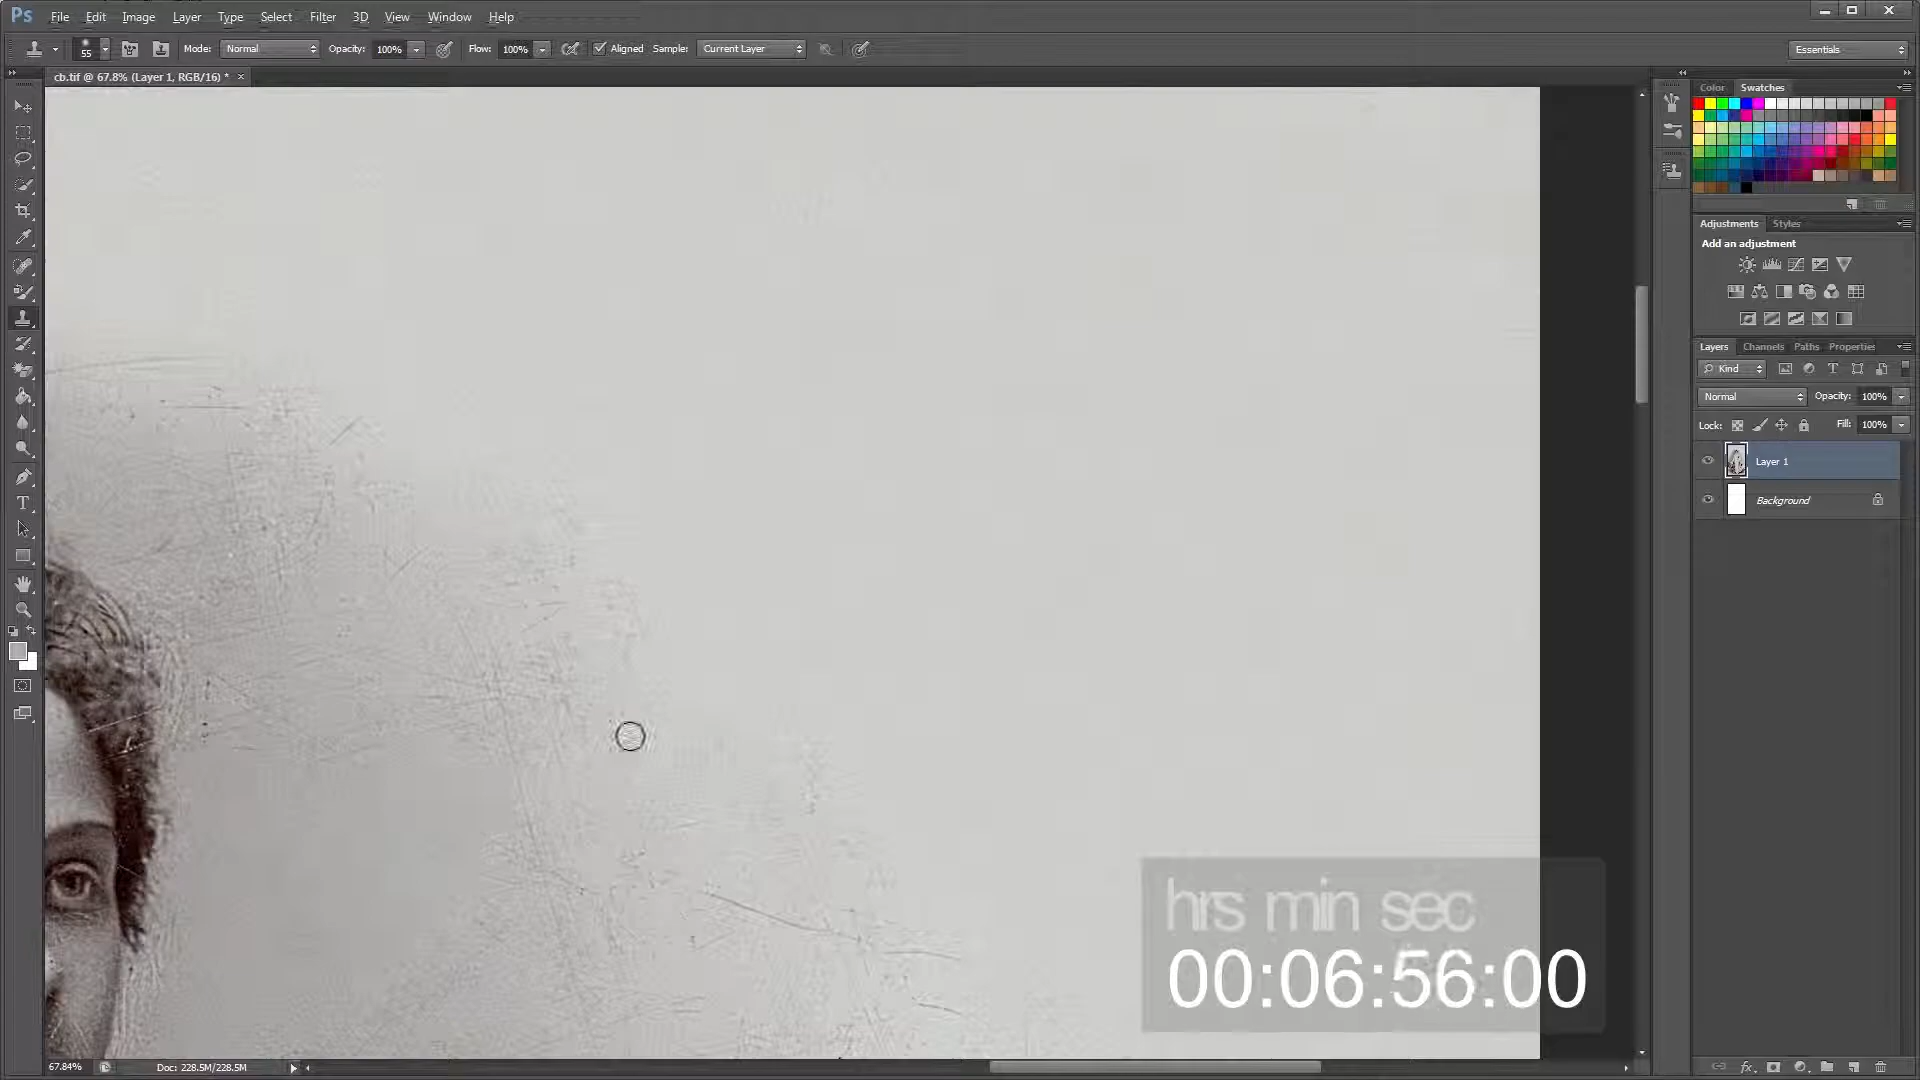 Ps File Edit Image Layer Type Select Filter 3D View Window Help
55 Mode: Normal Opacity: 100% Flow: 100% Aligned Sample: Current Layer Essentials
cb.tif @ 67.8% (Layer 1, RGB/16) * ×
Color Swatches
Adjustments Styles
Add an adjustment
Layers Channels Paths Properties
Kind
Normal Opacity: 100%
Lock: Fill: 100%
Layer 1
Background
hrs min sec
00:06:56:00
67.84% Doc: 228.5M/228.5M